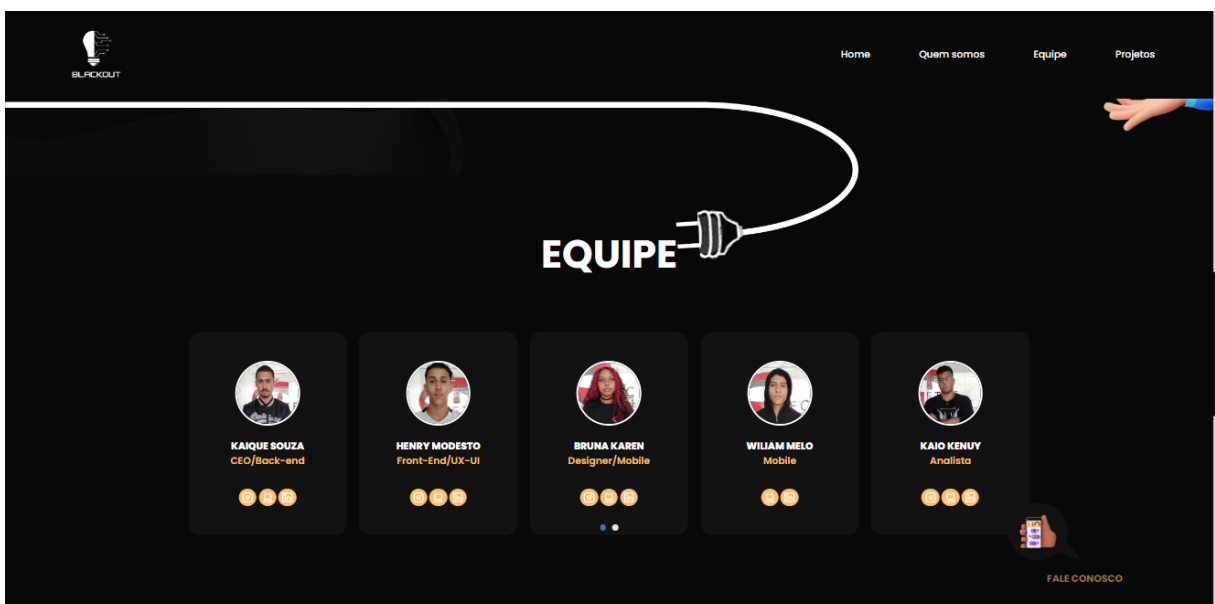 BLACKOUT
Home
Quem somos
Equipe
Projetos
EQUIPE
KAIQUE SOUZA
CEO/Back-end
HENRY MODESTO
Front-End/UX-UI
BRUNA KAREN
Designer/Mobile
WILIAM MELO
Mobile
KAIO KENUY
Analista
FALE CONOSCO